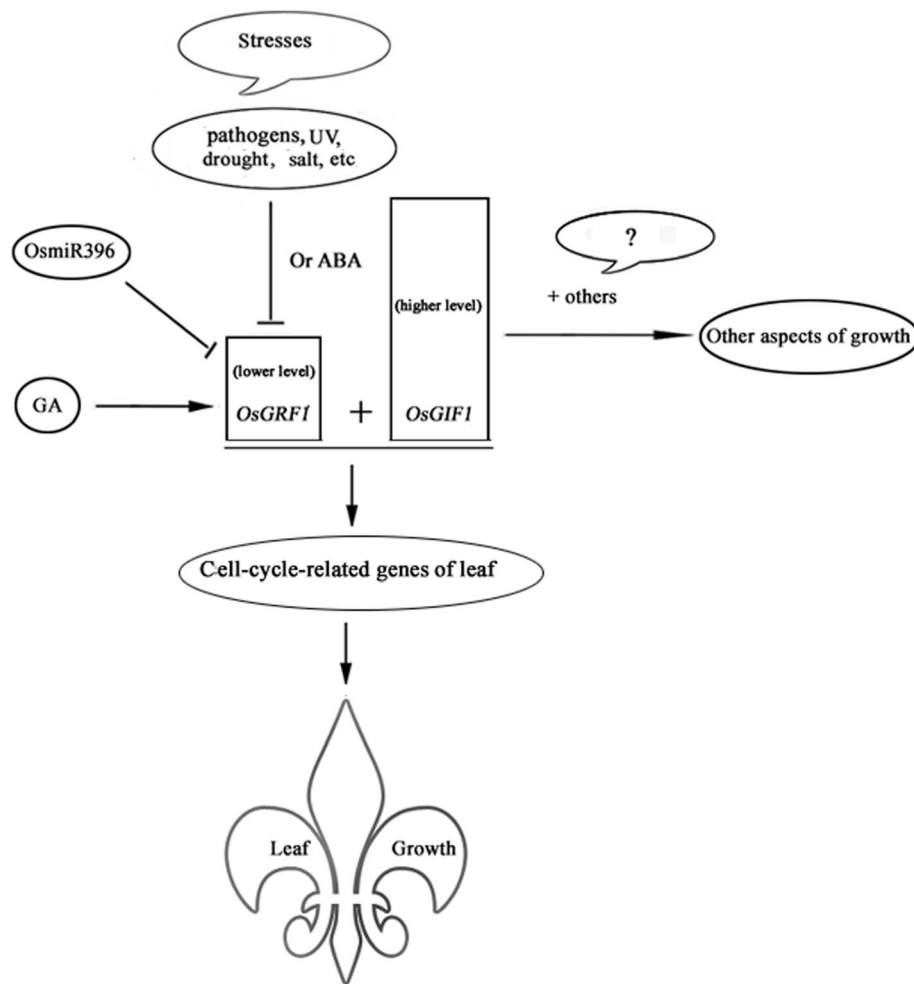 Stresses
pathogens, UV,
drought, salt, etc
OsmiR396
Or ABA
?
+ others
(higher level)
Other aspects of growth
(lower level)
GA
OsGRF1 + OsGIF1
Cell-cycle-related genes of leaf
Leaf Growth